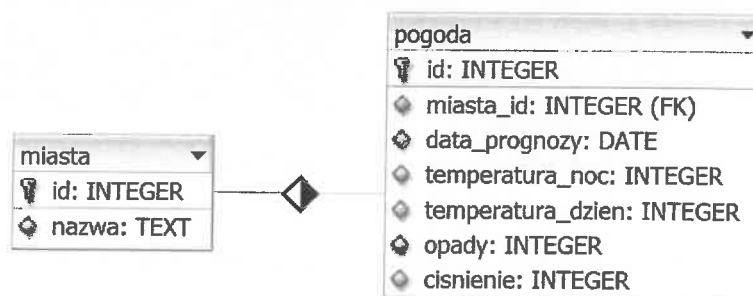 miasta
id: INTEGER
nazwa: TEXT
pogoda
id: INTEGER
miasta_id: INTEGER (FK)
data_prognozy: DATE
temperatura_noc: INTEGER
temperatura_dzien: INTEGER
opady: INTEGER
cisnienie: INTEGER